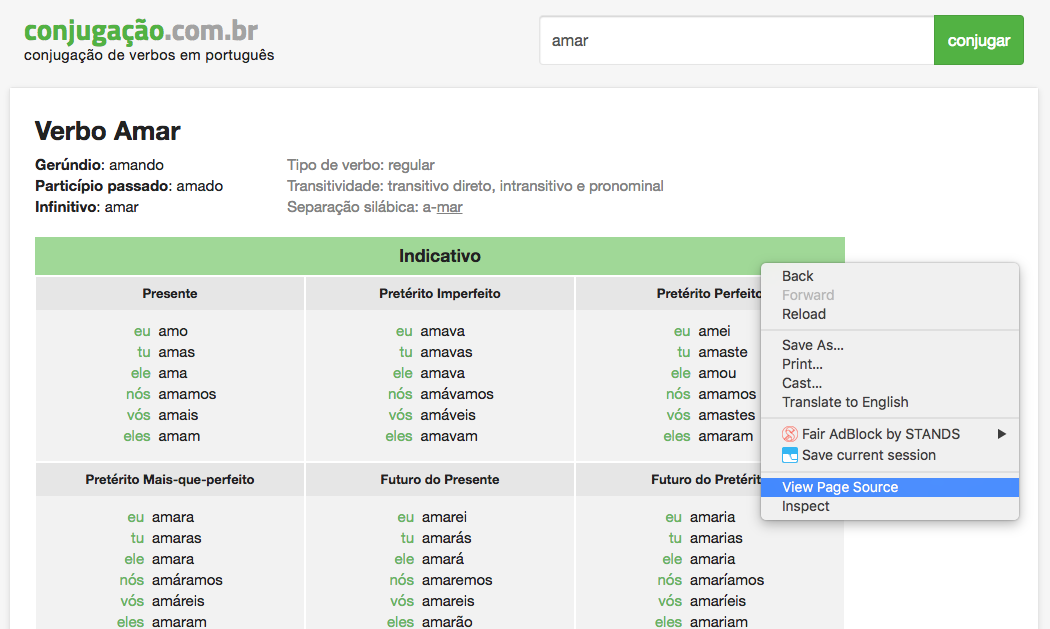 conjugação.com.br
conjugação de verbos em português
amar
conjugar
Verbo Amar
Gerúndio: amando
Particípio passado: amado
Infinitivo: amar
Tipo de verbo: regular
Transitividade: transitivo direto, intransitivo e pronominal
Separação silábica: a-mar
Indicativo
Presente
eu amo
tu amas
ele ama
nós amamos
vós amais
eles amam
Pretérito Imperfeito
eu amava
tu amavas
ele amava
nós amávamos
vós amáveis
eles amavam
Pretérito Perfeito
eu amei
tu amaste
ele amou
nós amamos
vós amastes
eles amaram
Pretérito Mais-que-perfeito
eu amara
tu amaras
ele amara
nós amáramos
vós amáreis
eles amaram
Futuro do Presente
eu amarei
tu amarás
ele amará
nós amaremos
vós amareis
eles amarão
Futuro do Pretérit
eu amaria
tu amarias
ele amaria
nós amaríamos
vós amaríeis
eles amariam
Back
Forward
Reload
Save As...
Print...
Cast...
Translate to English
Fair AdBlock by STANDS
Save current session
View Page Source
Inspect